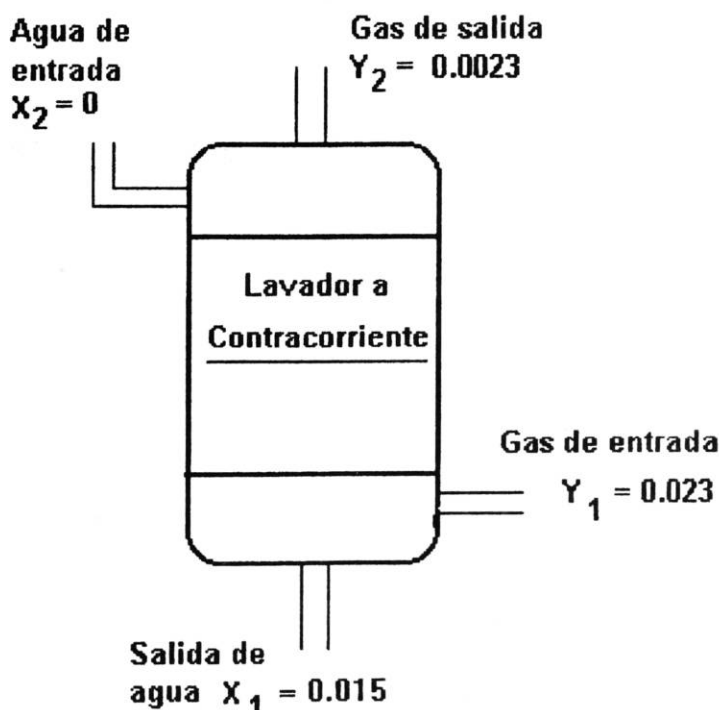 Agua de
entrada
X2 = 0
Gas de salida
Y2 = 0.0023
Lavador a
Contracorriente
Gas de entrada
Y1 = 0.023
Salida de
agua X1 = 0.015